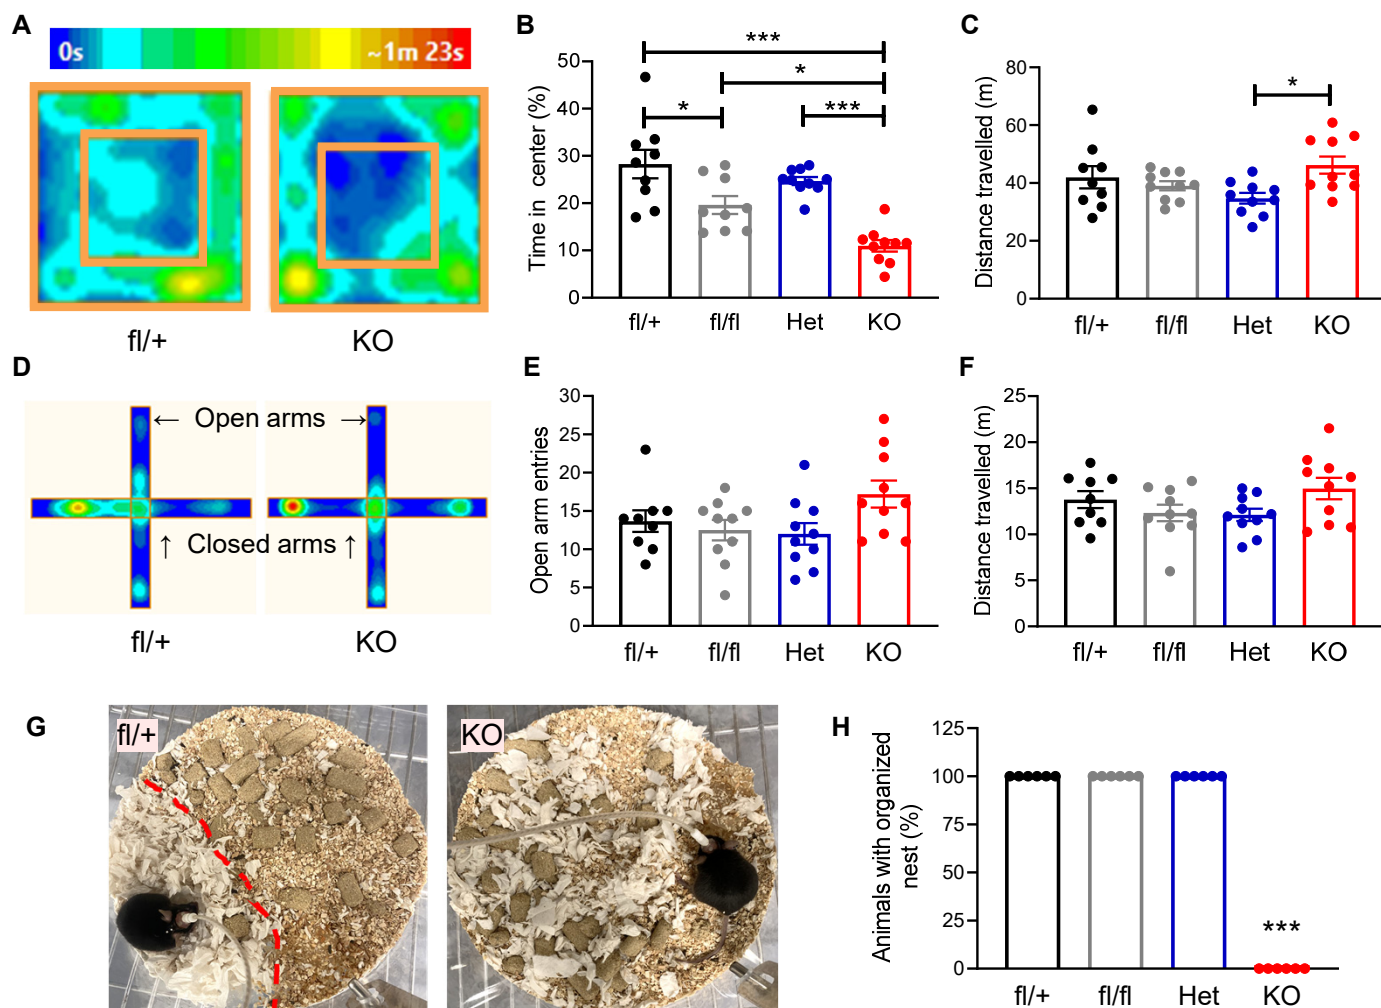 A
0s
~1m 23s
fl/+
KO
B
Time in center (%)
50
40
30
20
10
0
***
*
*
***
fl/+
fl/fl
Het
KO
C
Distance travelled (m)
80
60
40
20
0
*
fl/+
fl/fl
Het
KO
D
← Open arms →
↑ Closed arms ↑
fl/+
KO
E
Open arm entries
30
25
20
15
10
5
0
fl/+
fl/fl
Het
KO
F
Distance travelled (m)
25
20
15
10
5
0
fl/+
fl/fl
Het
KO
G
fl/+
KO
H
Animals with organized
nest (%)
125
100
75
50
25
0
***
fl/+
fl/fl
Het
KO